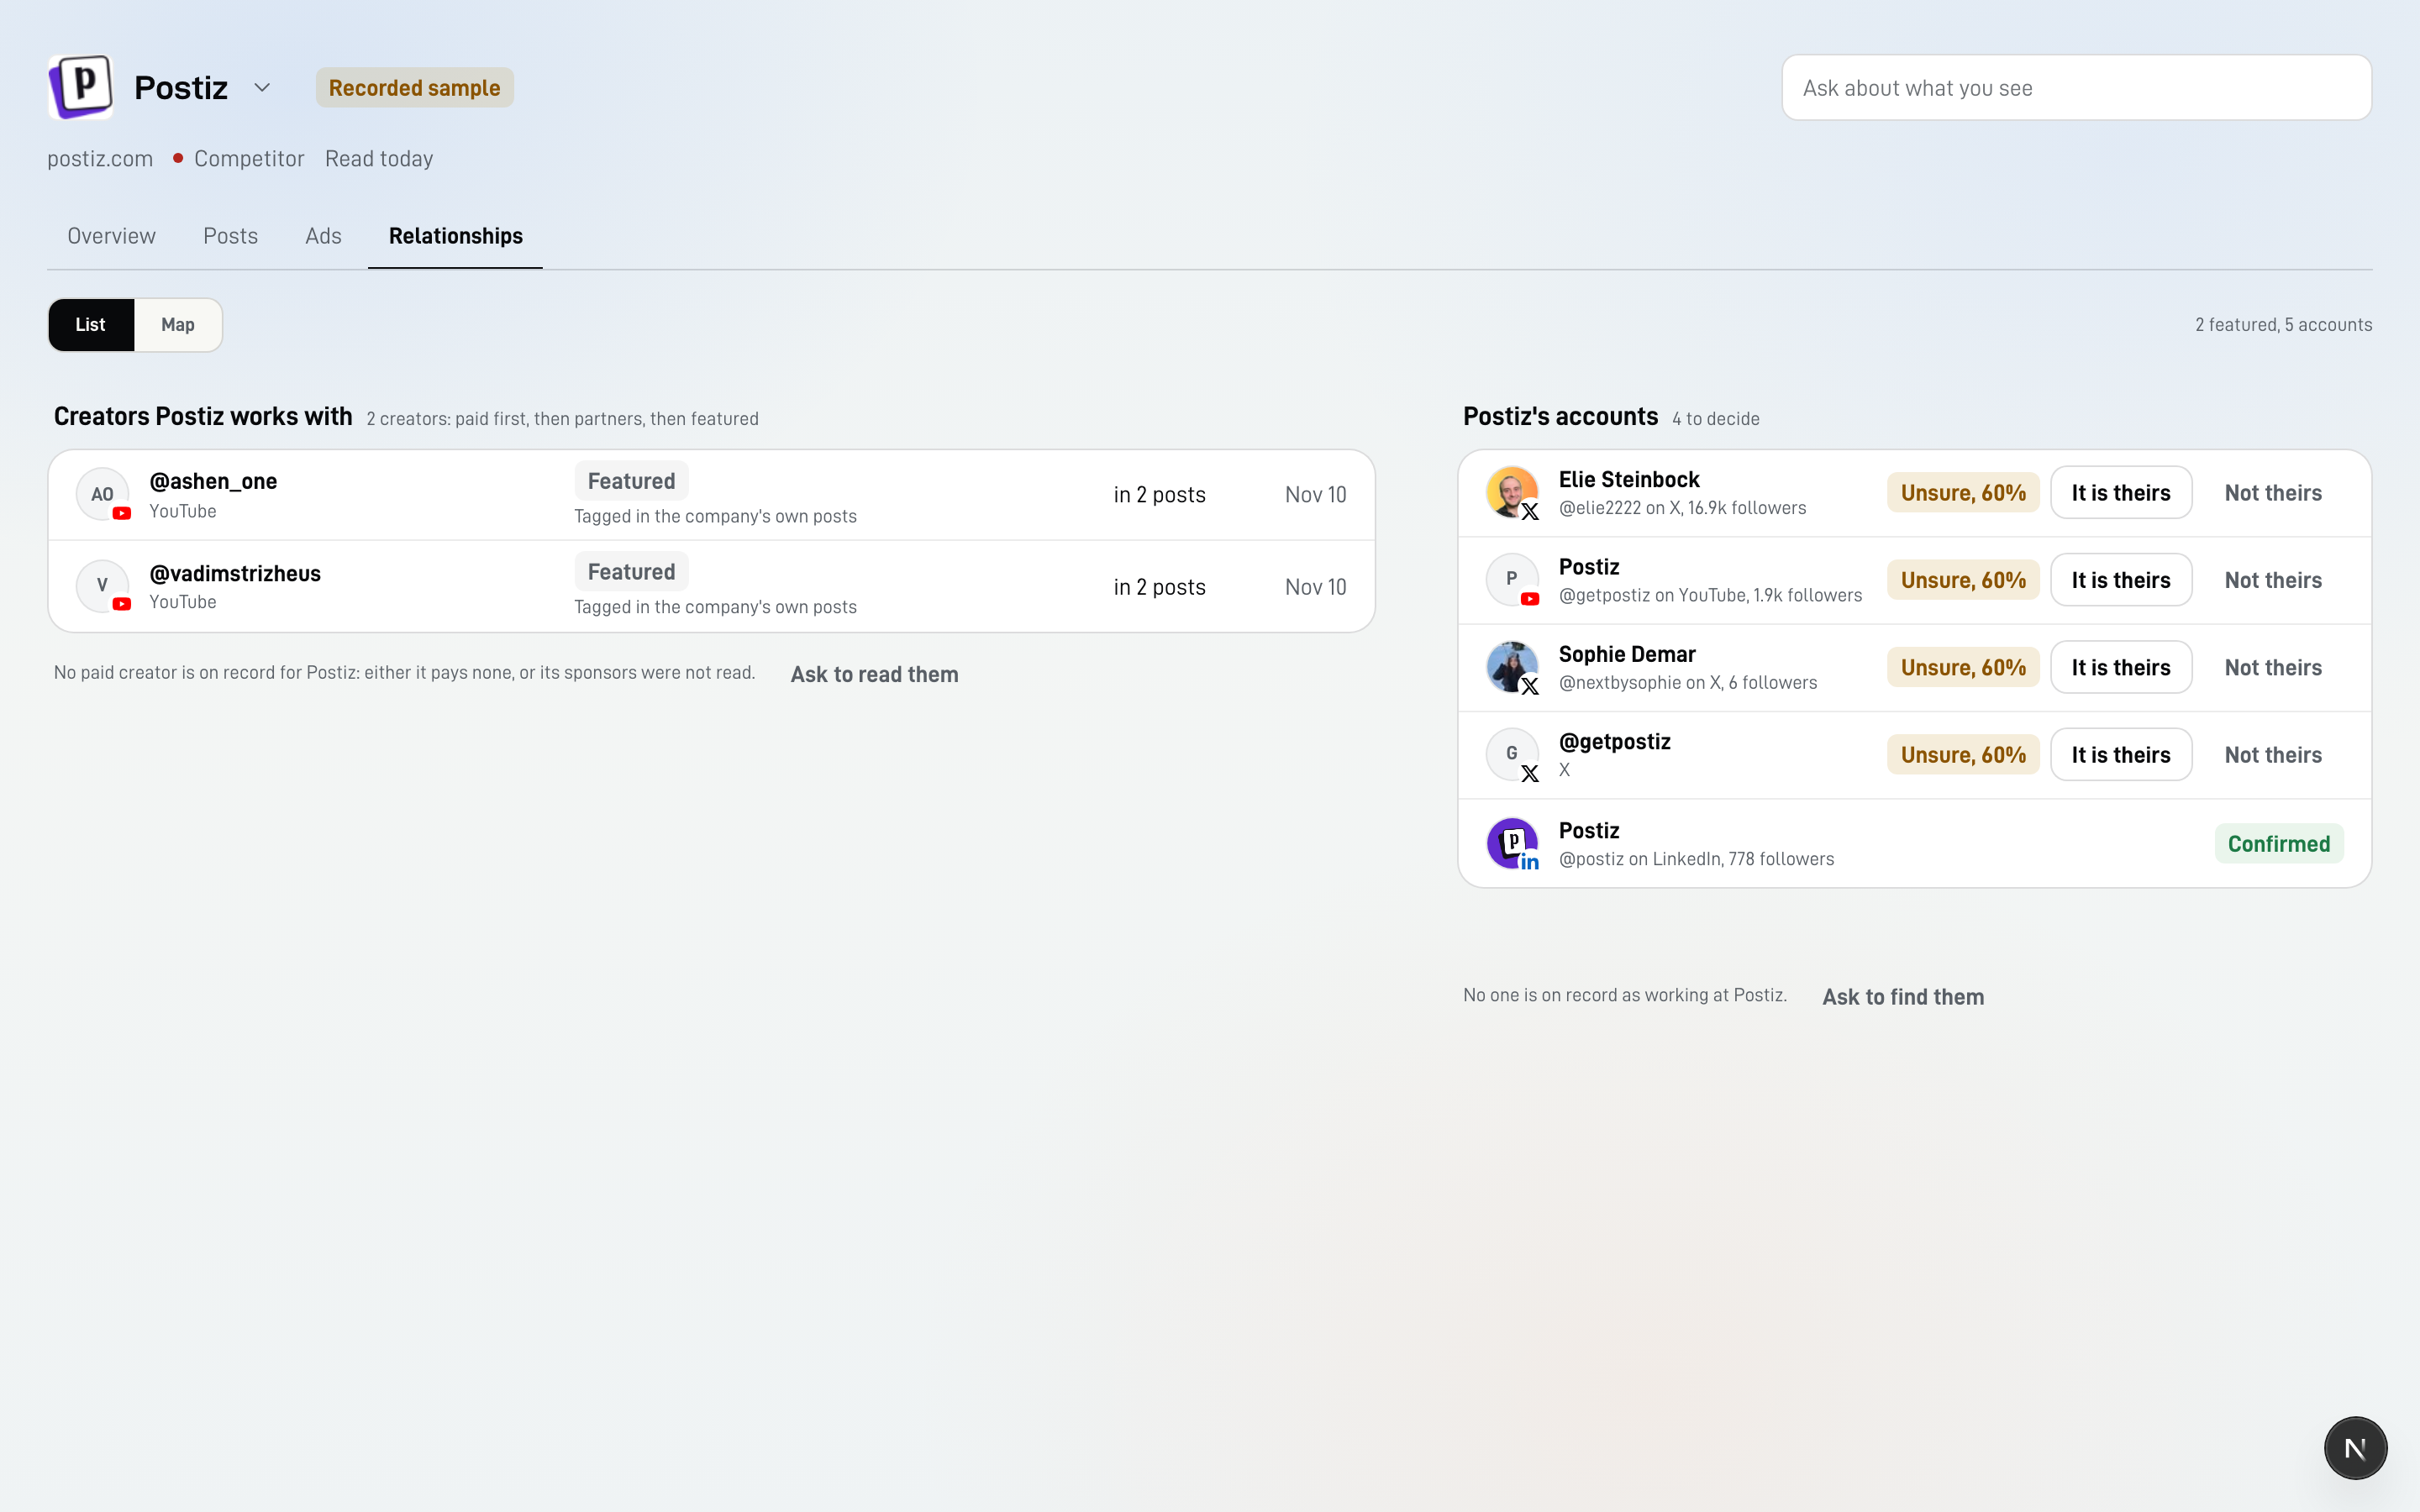 Postiz
Recorded sample
Ask about what you see
postiz.com Competitor Read today
Overview Posts Ads Relationships
List Map
2 featured, 5 accounts
Creators Postiz works with 2 creators: paid first, then partners, then featured
AO
@ashen_one
YouTube
Featured
Tagged in the company's own posts
in 2 posts
Nov 10
V
@vadimstrizheus
YouTube
Featured
Tagged in the company's own posts
in 2 posts
Nov 10
No paid creator is on record for Postiz: either it pays none, or its sponsors were not read. Ask to read them
Postiz's accounts 4 to decide
Elie Steinbock
@elie2222 on X, 16.9k followers
Unsure, 60% It is theirs Not theirs
P
Postiz
@getpostiz on YouTube, 1.9k followers
Unsure, 60% It is theirs Not theirs
Sophie Demar
@nextbysophie on X, 6 followers
Unsure, 60% It is theirs Not theirs
G
@getpostiz
X
Unsure, 60% It is theirs Not theirs
Postiz
@postiz on LinkedIn, 778 followers
Confirmed
No one is on record as working at Postiz. Ask to find them
N